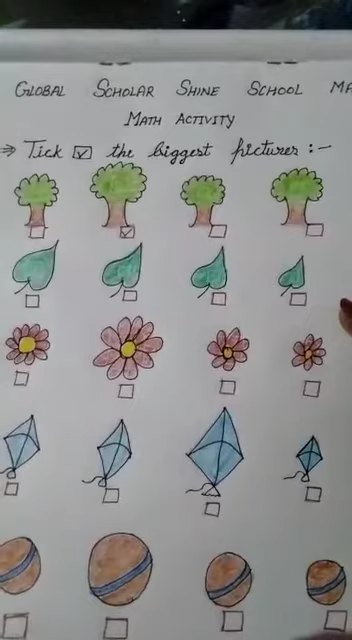 GLOBAL SCHOLAR SHINE SCHOOL
MATH ACTIVITY
⇒ Tick ☑ the biggest pictures :-